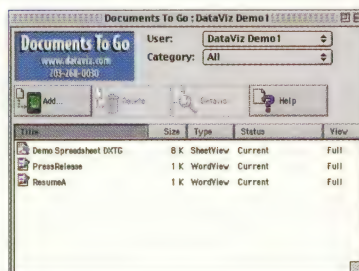 Documents To Go : DataViz Demo1
Documents To Go
www.dataviz.com
203-268-0030
User: DataViz Demo1
Category: All
Add... Delete Details Help
Title Size Type Status View
Demo Spreadsheet DXTG 8 K SheetView Current Full
PressRelease 1 K WordView Current Full
ResumeA 1 K WordView Current Full